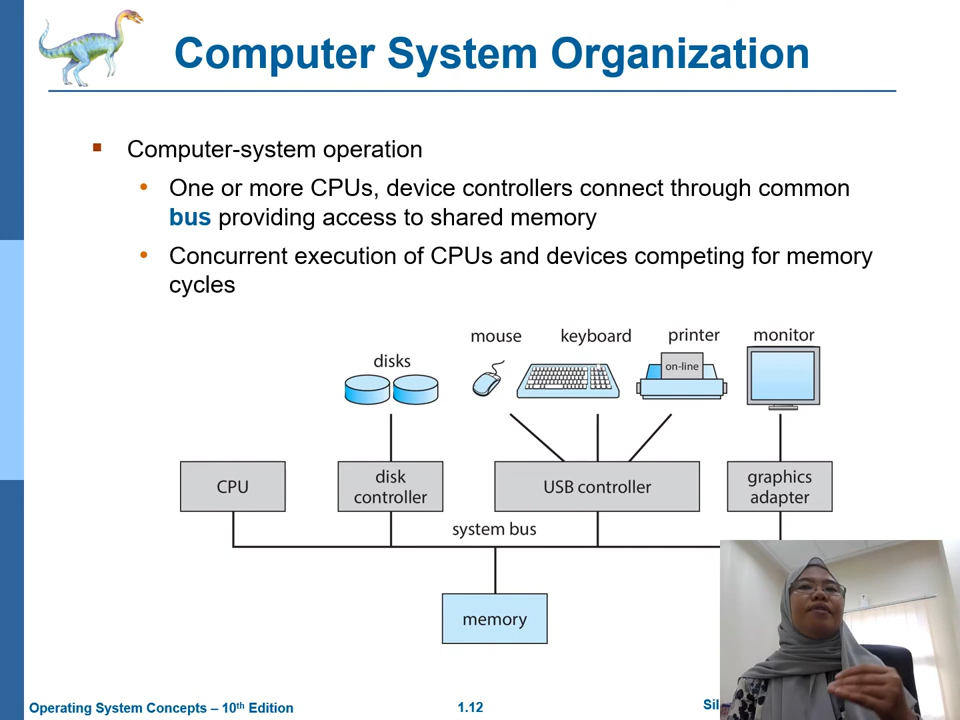 Computer System Organization
Computer-system operation
One or more CPUs, device controllers connect through common
bus providing access to shared memory
Concurrent execution of CPUs and devices competing for memory
cycles
mouse
keyboard
printer
monitor
disks
on-line
CPU
disk
controller
USB controller
graphics
adapter
system bus
memory
Operating System Concepts – 10th Edition
1.12